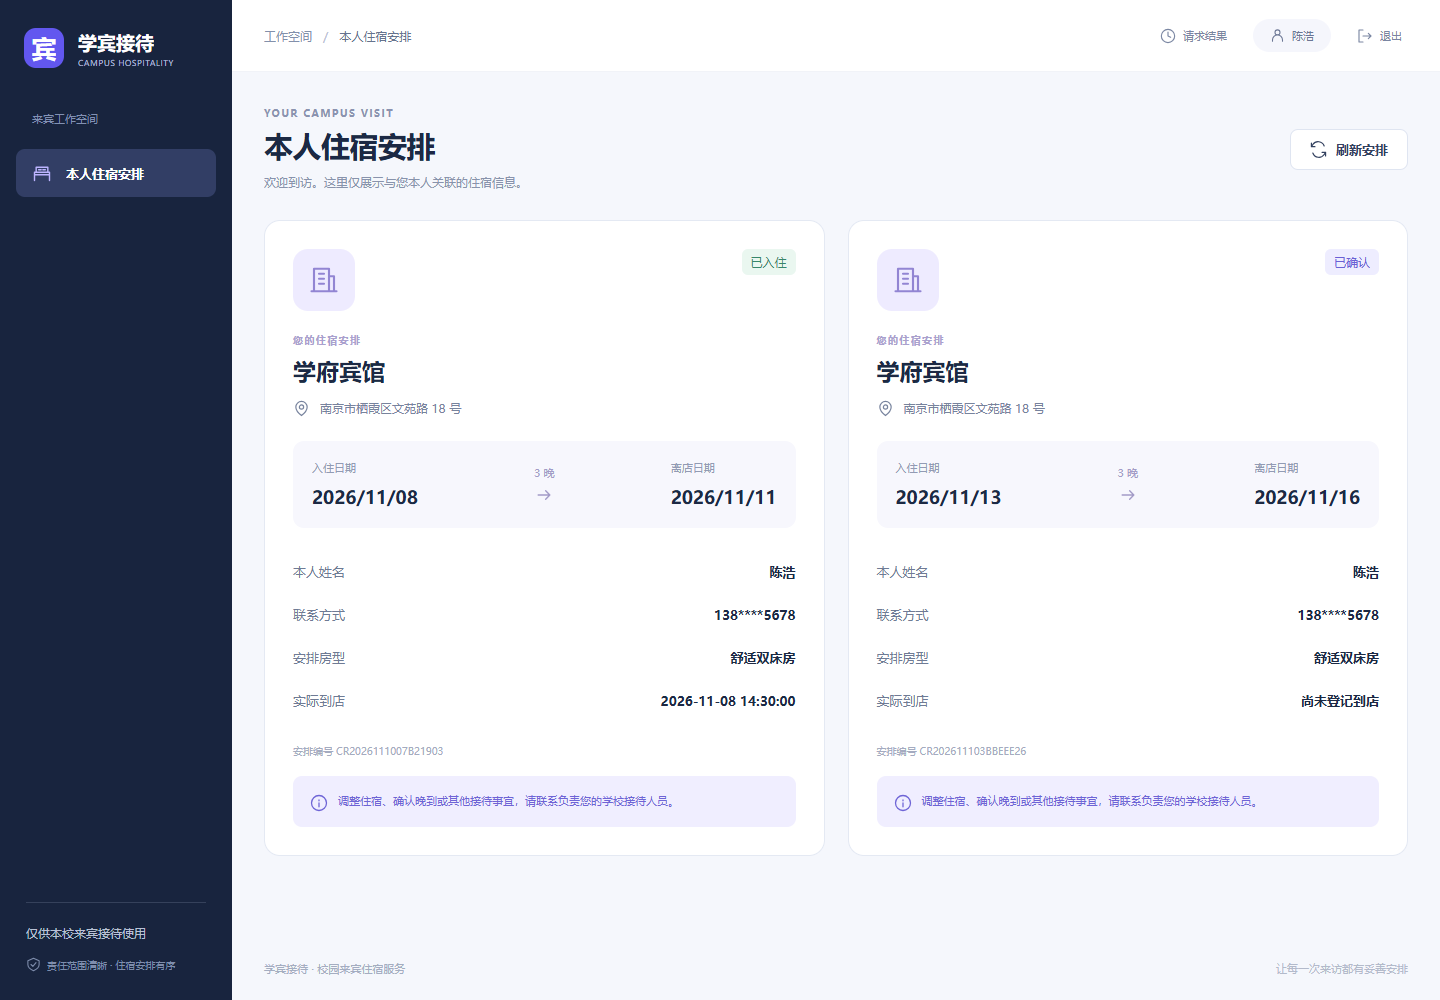 宾
学宾接待
CAMPUS HOSPITALITY
来宾工作空间
本人住宿安排
仅供本校来宾接待使用
责任范围清晰 · 住宿安排有序
工作空间 / 本人住宿安排
请求结果
陈浩
退出
YOUR CAMPUS VISIT
本人住宿安排
欢迎到访。这里仅展示与您本人关联的住宿信息。
刷新安排
已入住
您的住宿安排
学府宾馆
南京市栖霞区文苑路 18 号
入住日期
2026/11/08
3 晚
离店日期
2026/11/11
本人姓名
陈浩
联系方式
138****5678
安排房型
舒适双床房
实际到店
2026-11-08 14:30:00
安排编号 CR2026111007B21903
调整住宿、确认晚到或其他接待事宜，请联系负责您的学校接待人员。
已确认
您的住宿安排
学府宾馆
南京市栖霞区文苑路 18 号
入住日期
2026/11/13
3 晚
离店日期
2026/11/16
本人姓名
陈浩
联系方式
138****5678
安排房型
舒适双床房
实际到店
尚未登记到店
安排编号 CR202611103BBEEE26
调整住宿、确认晚到或其他接待事宜，请联系负责您的学校接待人员。
学宾接待 · 校园来宾住宿服务
让每一次来访都有妥善安排